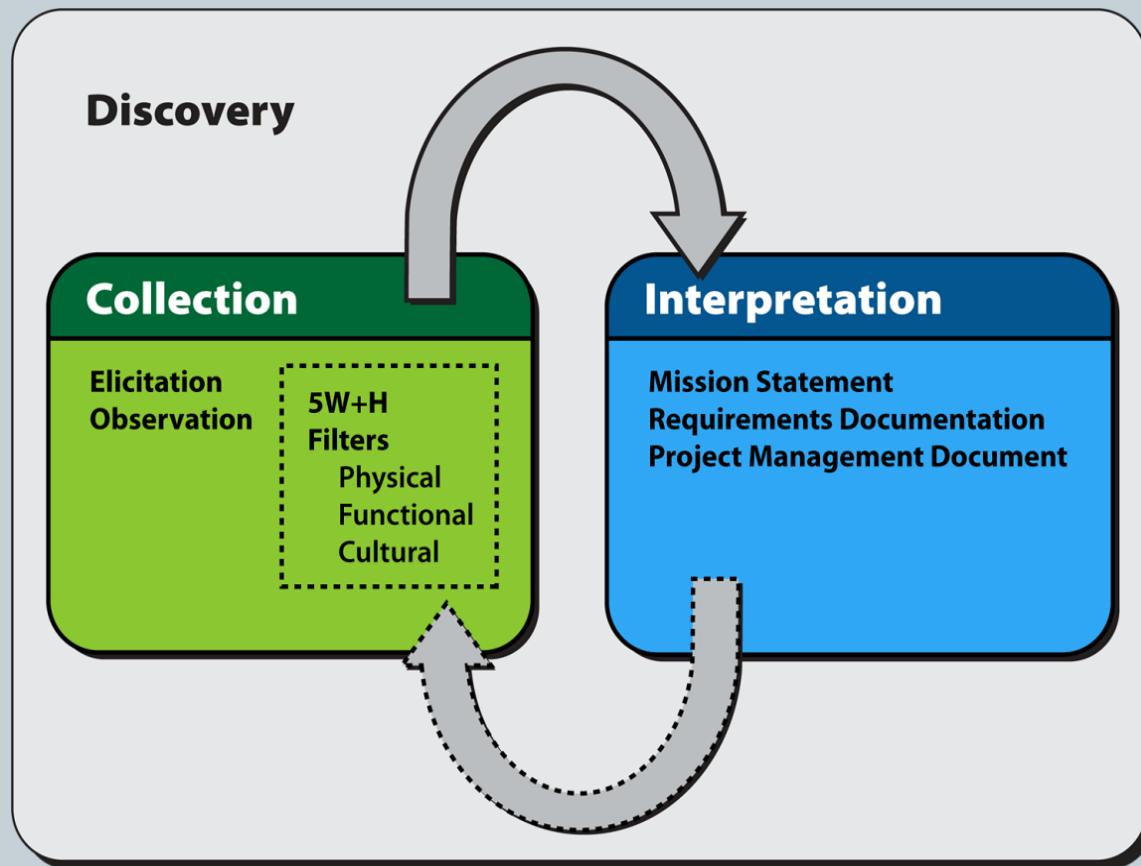 Discovery
Collection
Elicitation
Observation
5W+H
Filters
Physical
Functional
Cultural
Interpretation
Mission Statement
Requirements Documentation
Project Management Document